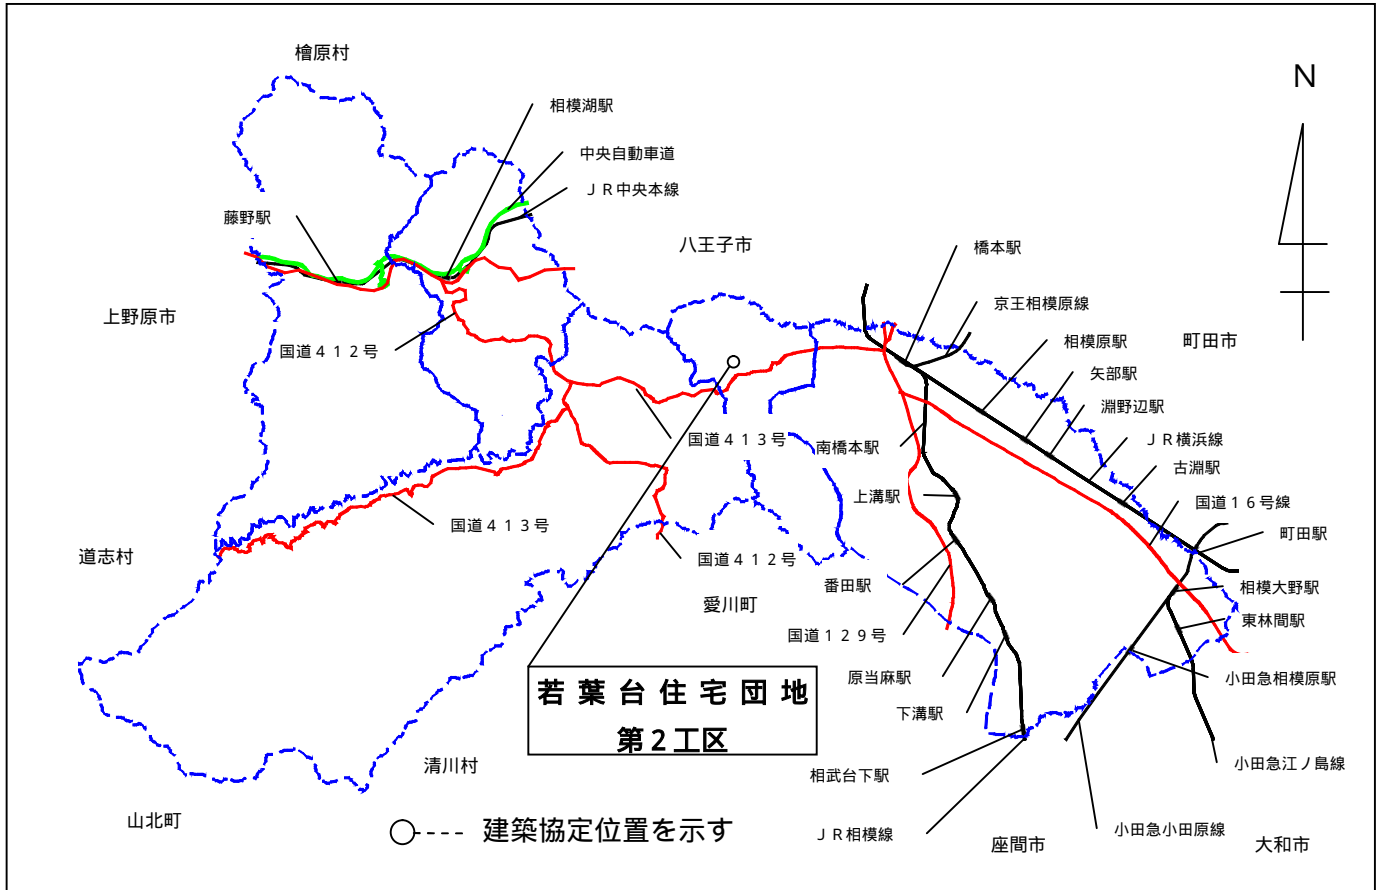 檜原村
N
相模湖駅
中央自動車道
ＪＲ中央本線
藤野駅
八王子市
橋本駅
京王相模原線
上野原市
相模原駅
町田市
国道４１２号
矢部駅
淵野辺駅
国道４１３号
南橋本駅
ＪＲ横浜線
古淵駅
上溝駅
国道１６号線
国道４１３号
町田駅
道志村
国道４１２号
番田駅
相模大野駅
愛川町
東林間駅
国道１２９号
原当麻駅
小田急相模原駅
若葉台住宅団地
第２工区
下溝駅
清川村
相武台下駅
小田急江ノ島線
山北町
建築協定位置を示す
ＪＲ相模線
座間市
小田急小田原線
大和市